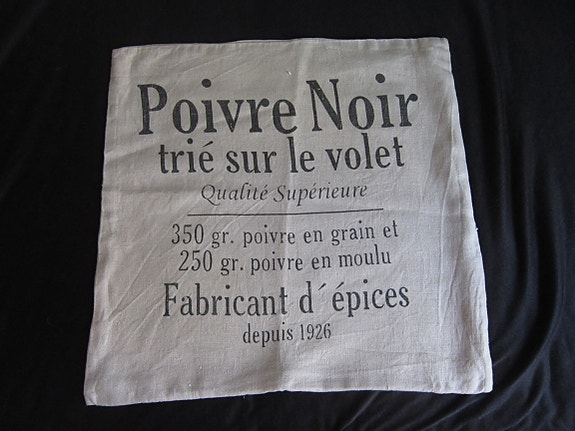 Poivre Noir
trié sur le volet
Qualité Supérieure
350 gr. poivre en grain et
250 gr. poivre en moulu
Fabricant d´épices
depuis 1926